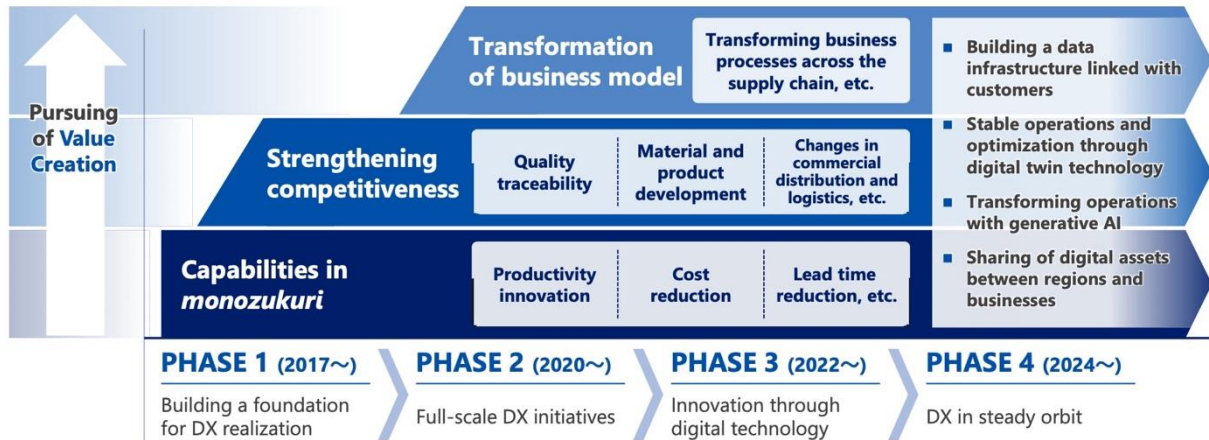 Pursuing
of Value
Creation
Transformation
of business model
Transforming business
processes across the
supply chain, etc.
Strengthening
competitiveness
Quality
traceability
Material and
product
development
Changes in
commercial
distribution and
logistics, etc.
Capabilities in
monozukuri
Productivity
innovation
Cost
reduction
Lead time
reduction, etc.
■ Building a data
infrastructure linked with
customers
■ Stable operations and
optimization through
digital twin technology
■ Transforming operations
with generative AI
■ Sharing of digital assets
between regions and
businesses
PHASE 1 (2017～)
Building a foundation
for DX realization
PHASE 2 (2020～)
Full-scale DX initiatives
PHASE 3 (2022～)
Innovation through
digital technology
PHASE 4 (2024～)
DX in steady orbit